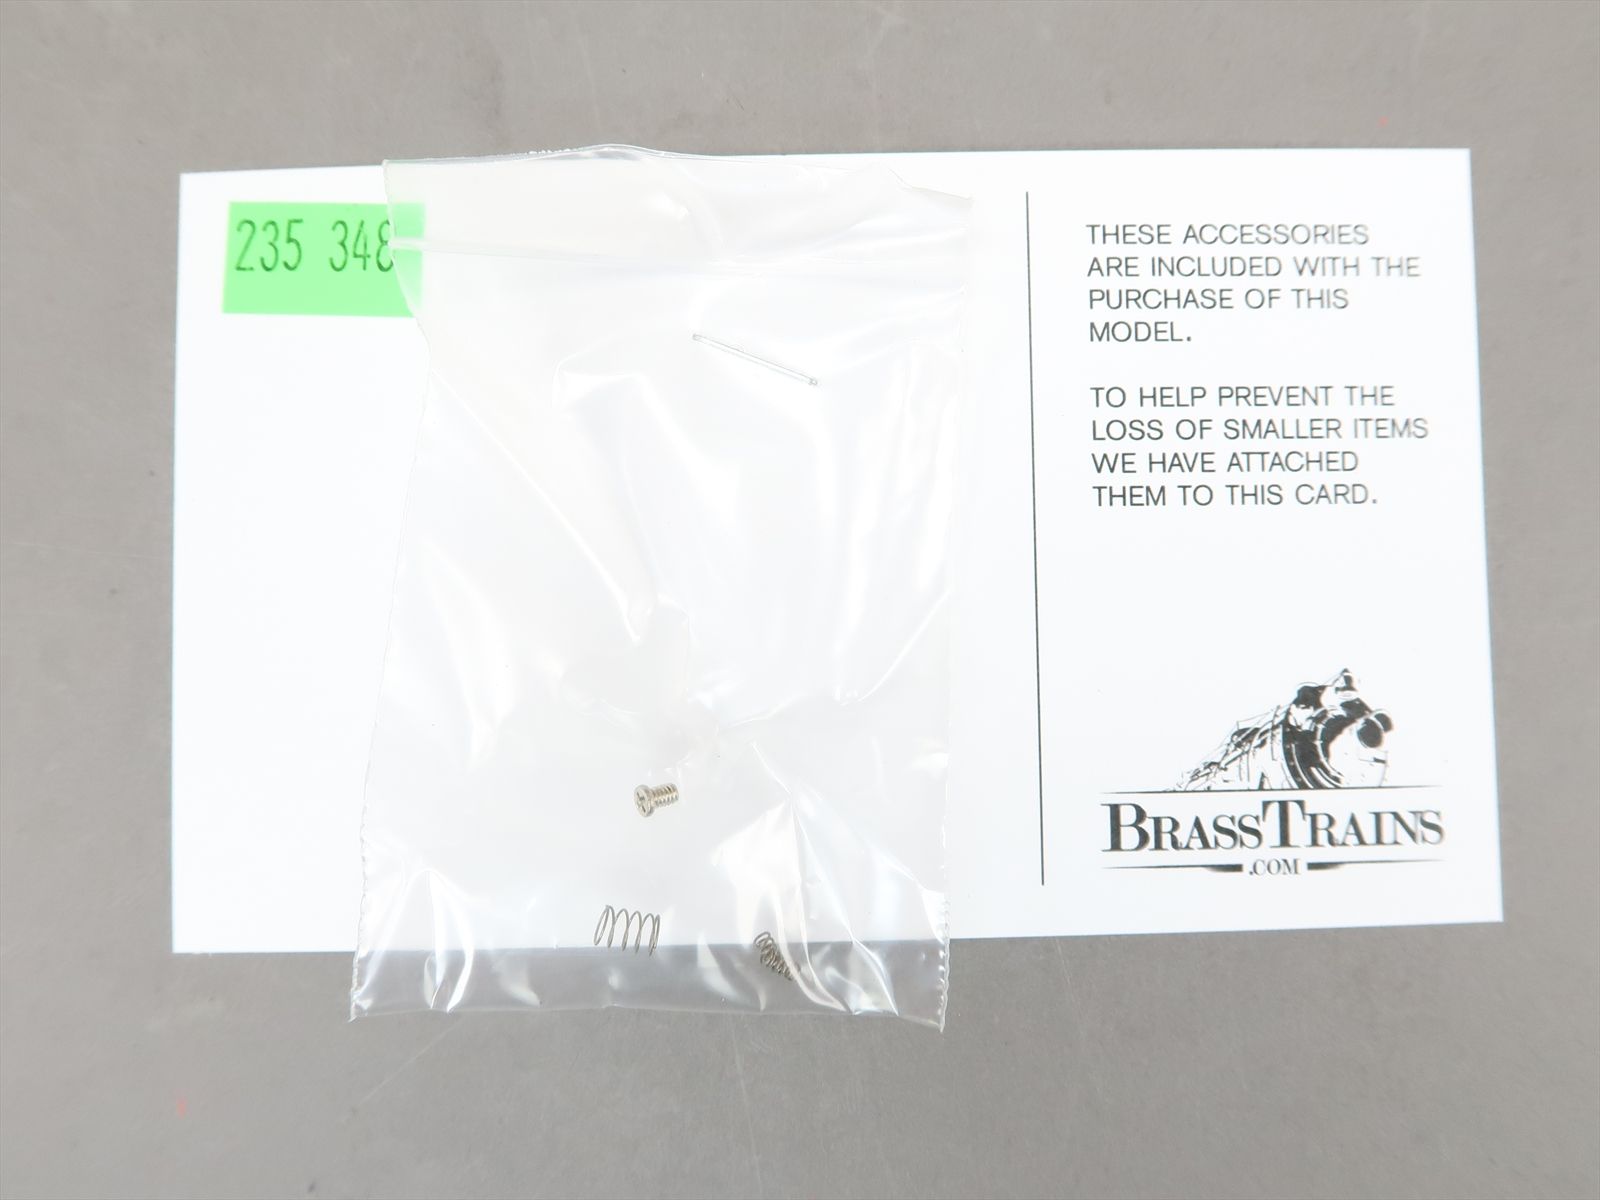 235 348
THESE ACCESSORIES
ARE INCLUDED WITH THE
PURCHASE OF THIS
MODEL.
TO HELP PREVENT THE
LOSS OF SMALLER ITEMS
WE HAVE ATTACHED
THEM TO THIS CARD.
BRASSTRAINS
.COM